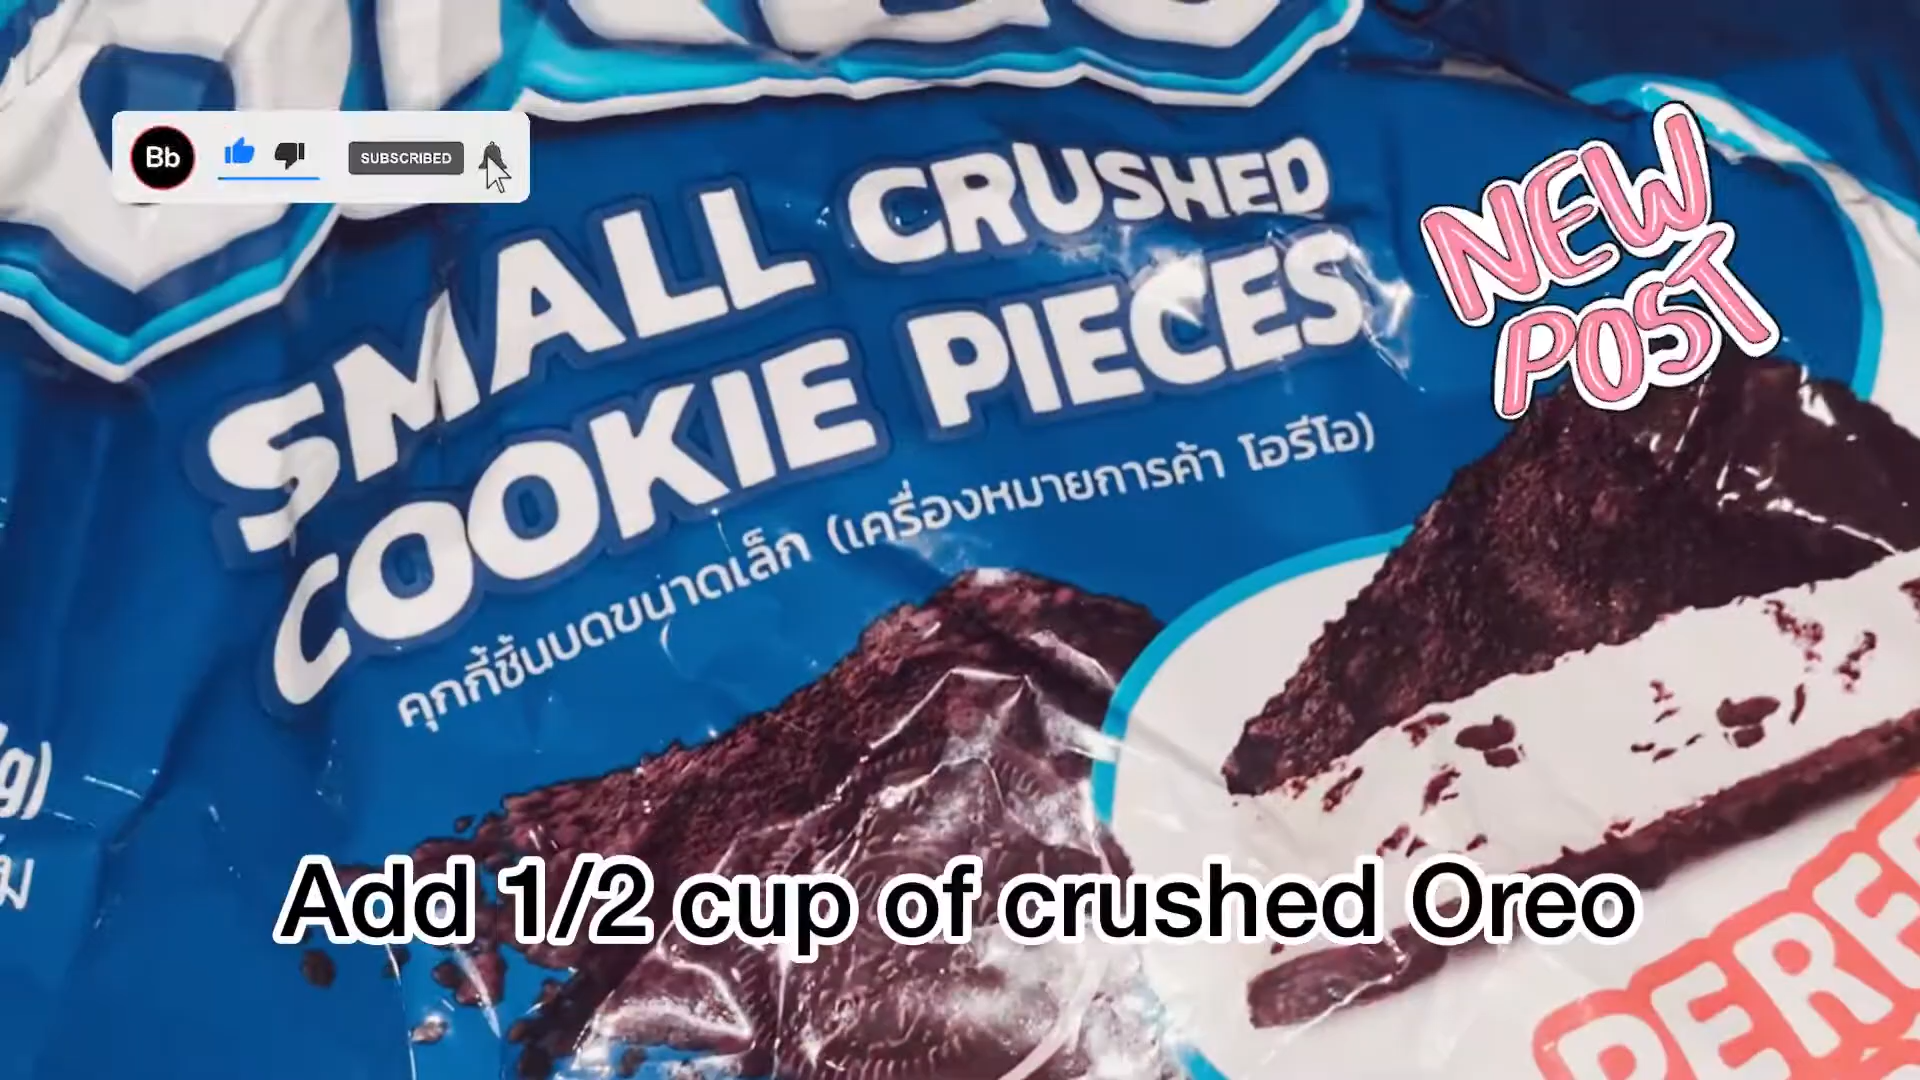 Bb
SUBSCRIBED
NEW
POST
SMALL CRUSHED
COOKIE PIECES
คุกกี้ชิ้นบดขนาดเล็ก (เครื่องหมายการค้า โอรีโอ)
g)
Add 1/2 cup of crushed Oreo